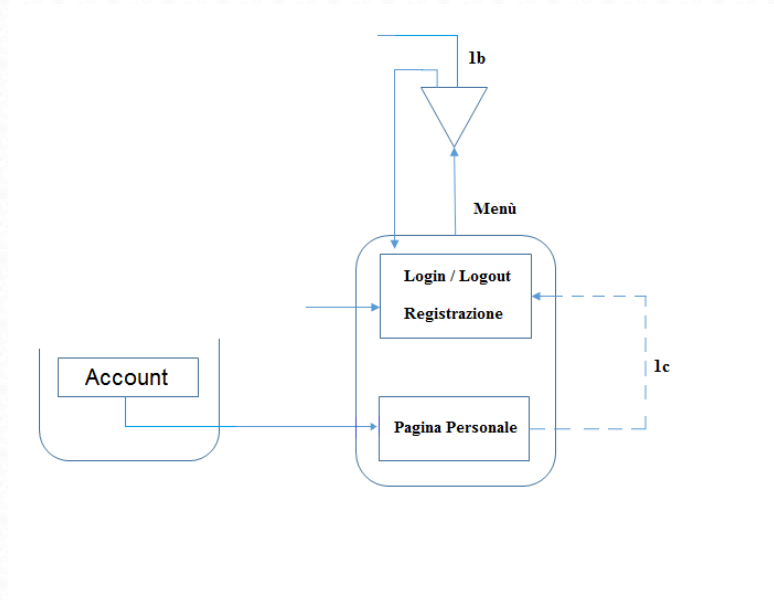 1b
Menù
Login / Logout
Registrazione
1c
Account
Pagina Personale